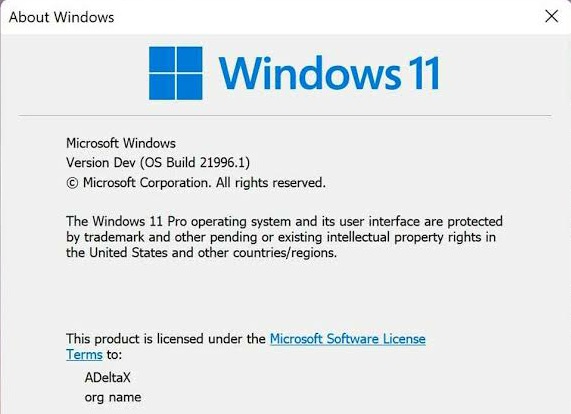 About Windows
Windows 11
Microsoft Windows
Version Dev (OS Build 21996.1)
© Microsoft Corporation. All rights reserved.
The Windows 11 Pro operating system and its user interface are protected
by trademark and other pending or existing intellectual property rights in
the United States and other countries/regions.
This product is licensed under the Microsoft Software License
Terms to:
ADeltaX
org name